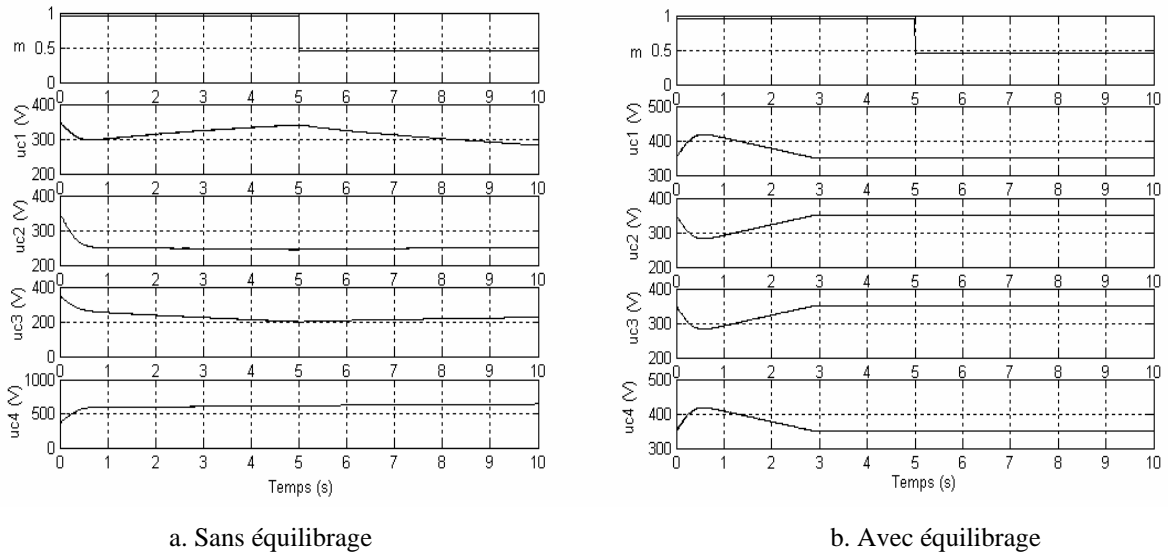 1
m 0.5
0
0 1 2 3 4 5 6 7 8 9 10
400
uc1 (V) 300
200
0 1 2 3 4 5 6 7 8 9 10
400
uc2 (V) 300
200
0 1 2 3 4 5 6 7 8 9 10
400
uc3 (V) 200
0
0 1 2 3 4 5 6 7 8 9 10
1000
uc4 (V) 500
0
0 1 2 3 4 5 6 7 8 9 10
Temps (s)
a. Sans équilibrage
1
m 0.5
0
0 1 2 3 4 5 6 7 8 9 10
500
uc1 (V) 400
300
0 1 2 3 4 5 6 7 8 9 10
400
uc2 (V) 300
200
0 1 2 3 4 5 6 7 8 9 10
400
uc3 (V) 300
200
0 1 2 3 4 5 6 7 8 9 10
500
uc4 (V) 400
300
0 1 2 3 4 5 6 7 8 9 10
Temps (s)
b. Avec équilibrage